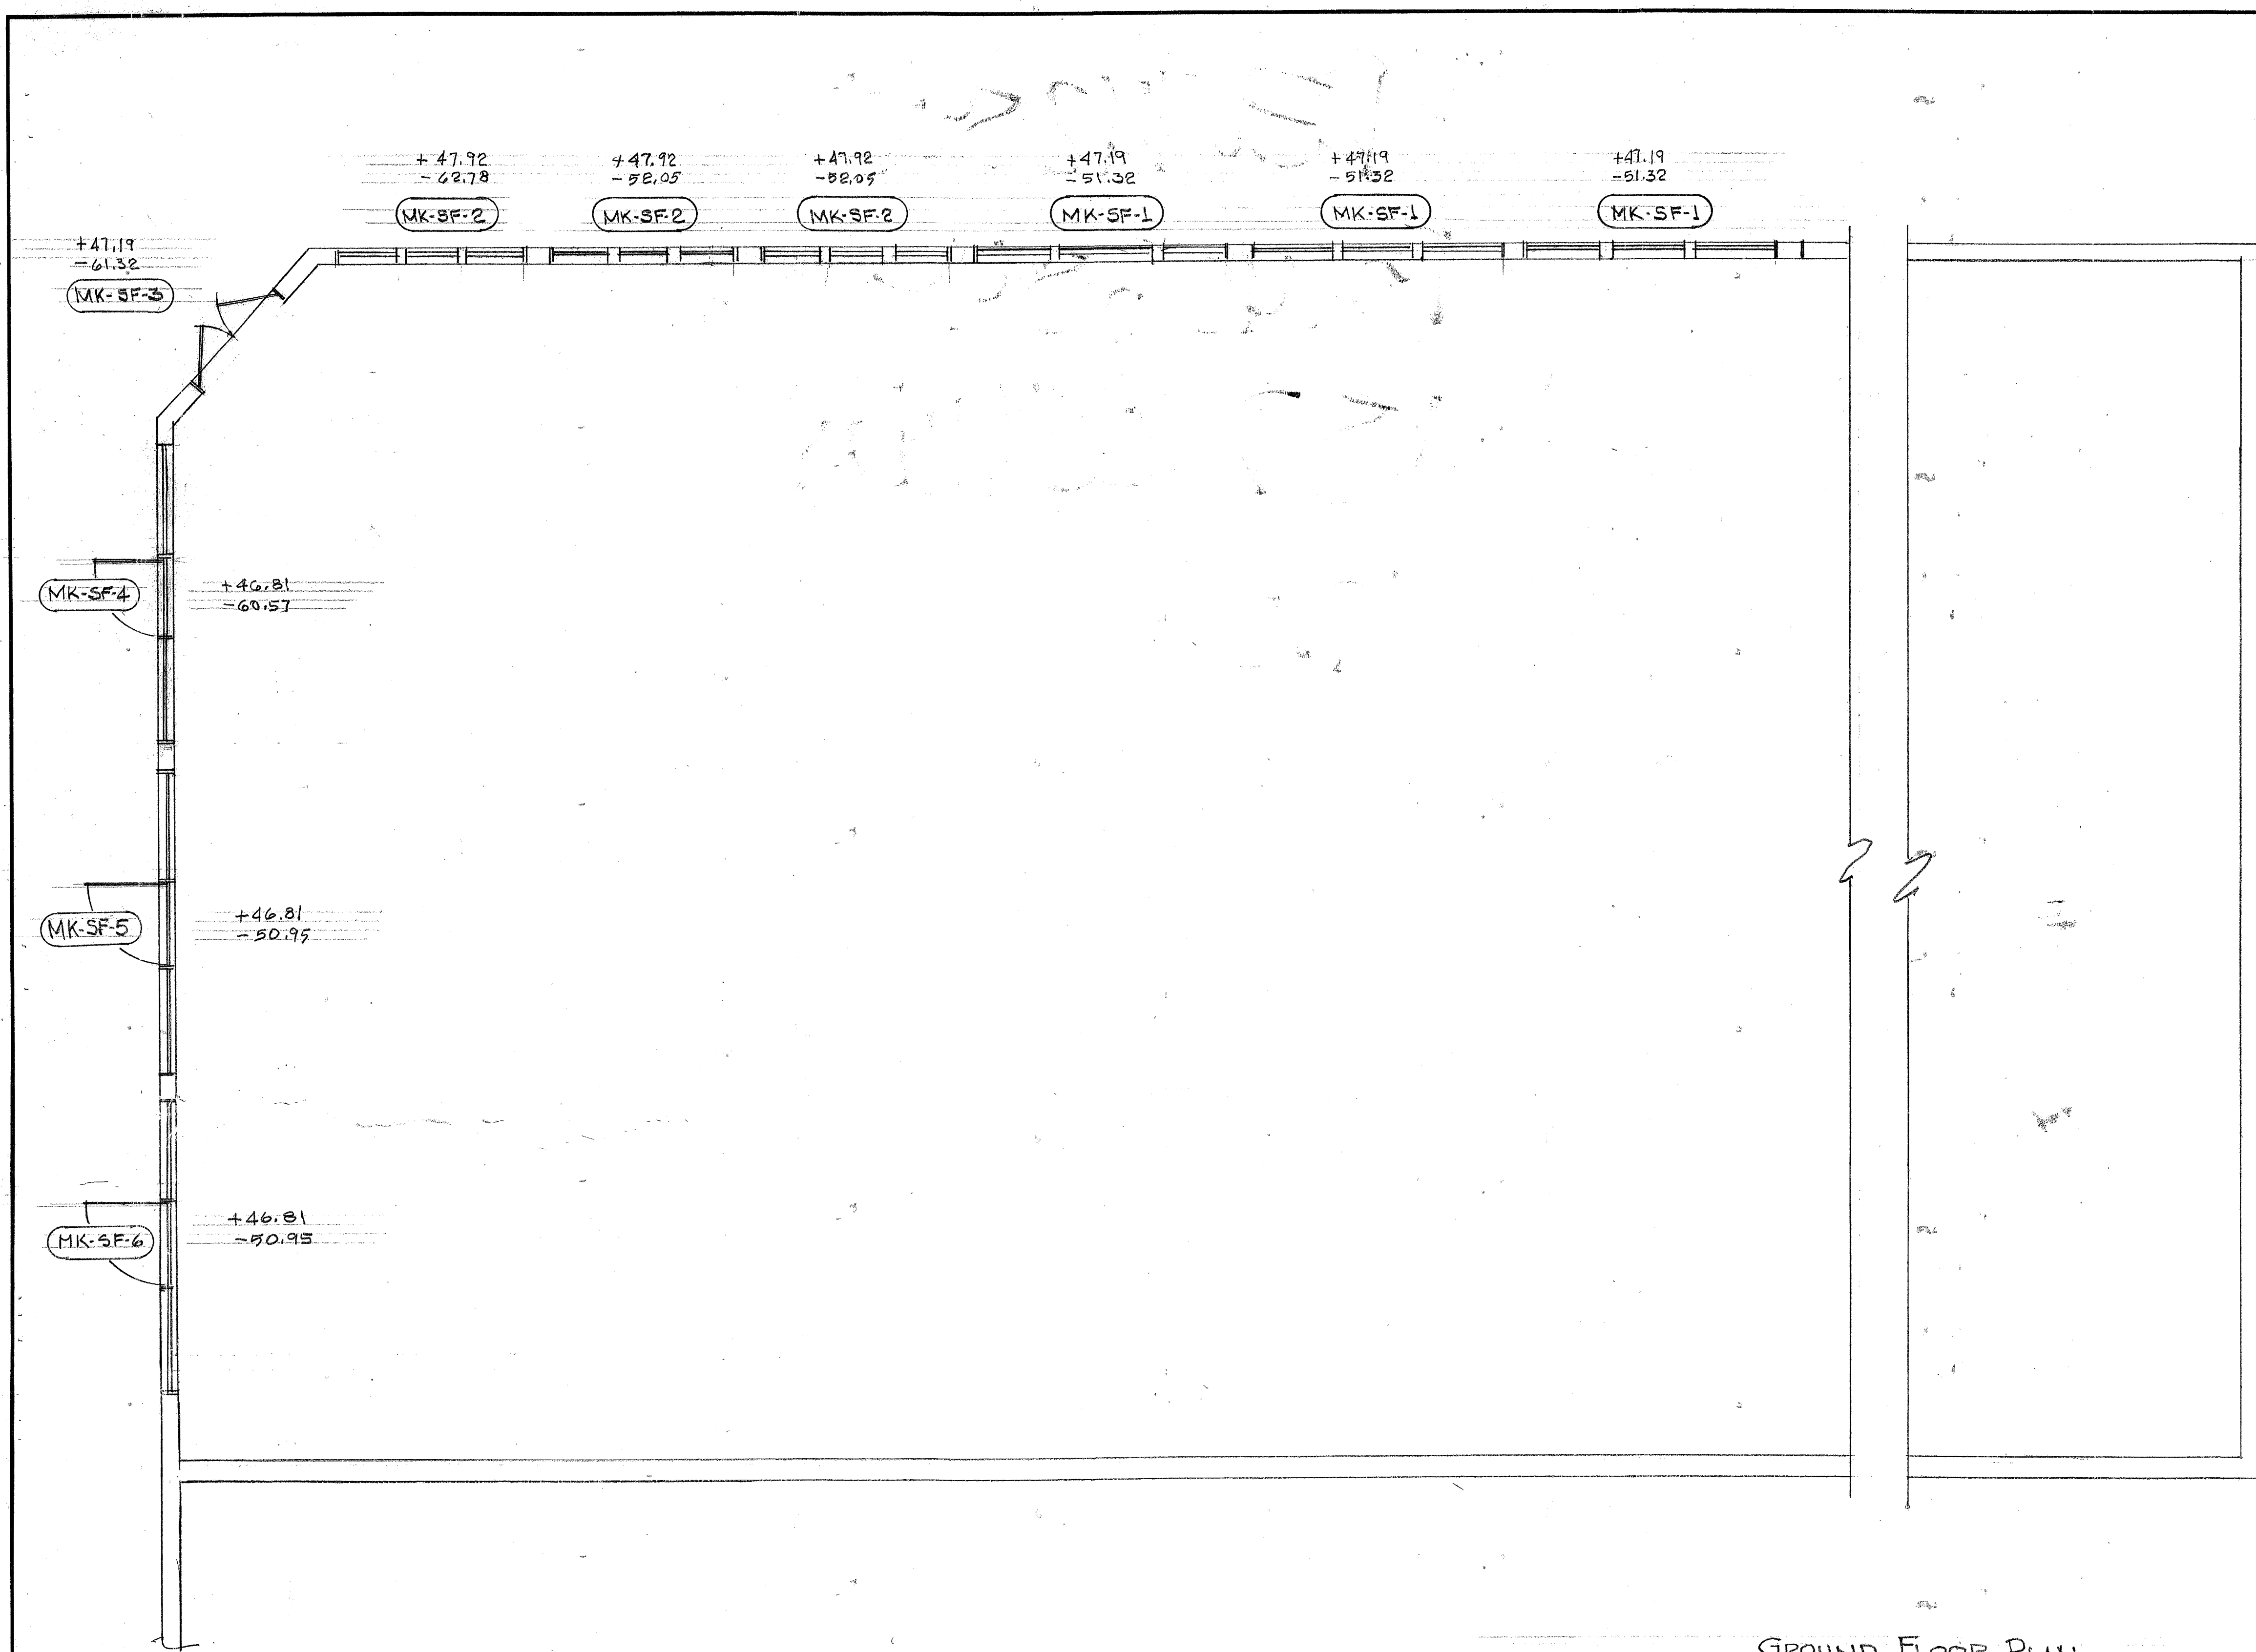 +47.92
-62.78
MK-SF-2
+47.92
-52.05
MK-SF-2
+47.92
-52.05
MK-SF-2
+47.19
-51.32
MK-SF-1
+47.19
-51.32
MK-SF-1
+47.19
-51.32
MK-SF-1
+47.19
-61.32
MK-SF-3
MK-SF-4
+46.81
-60.57
MK-SF-5
+46.81
-50.95
MK-SF-6
+46.81
-50.95
GROUND FLOOR PLAN